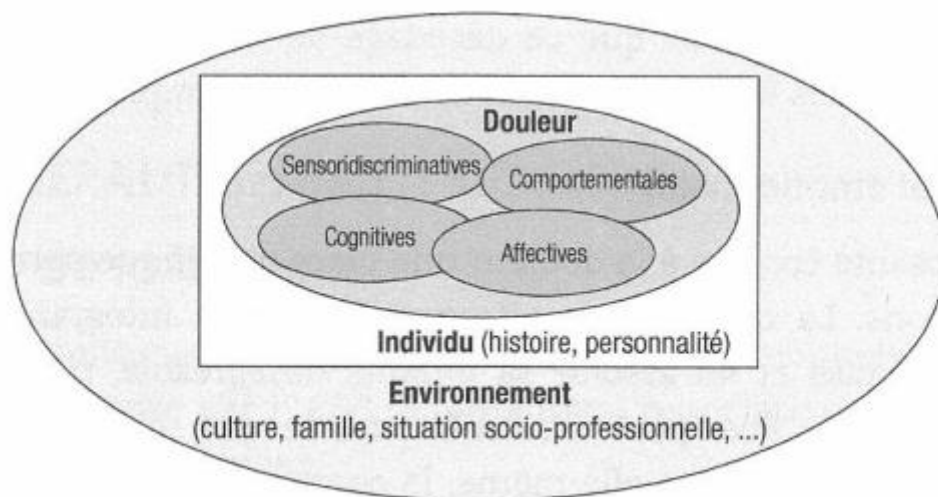 Douleur
Sensoridiscriminatives
Comportementales
Cognitives
Affectives
Individu (histoire, personnalité)
Environnement
(culture, famille, situation socio-professionnelle, ...)